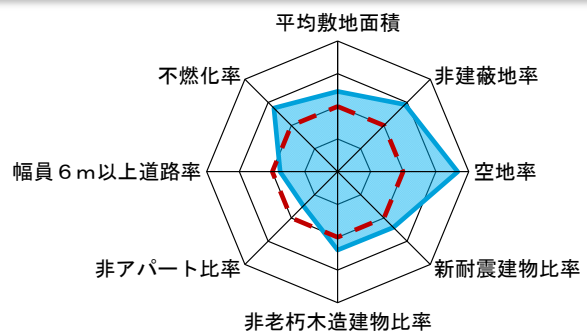 平均敷地面積
不燃化率
非建蔽地率
幅員６ｍ以上道路率
空地率
非アパート比率
新耐震建物比率
非老朽木造建物比率